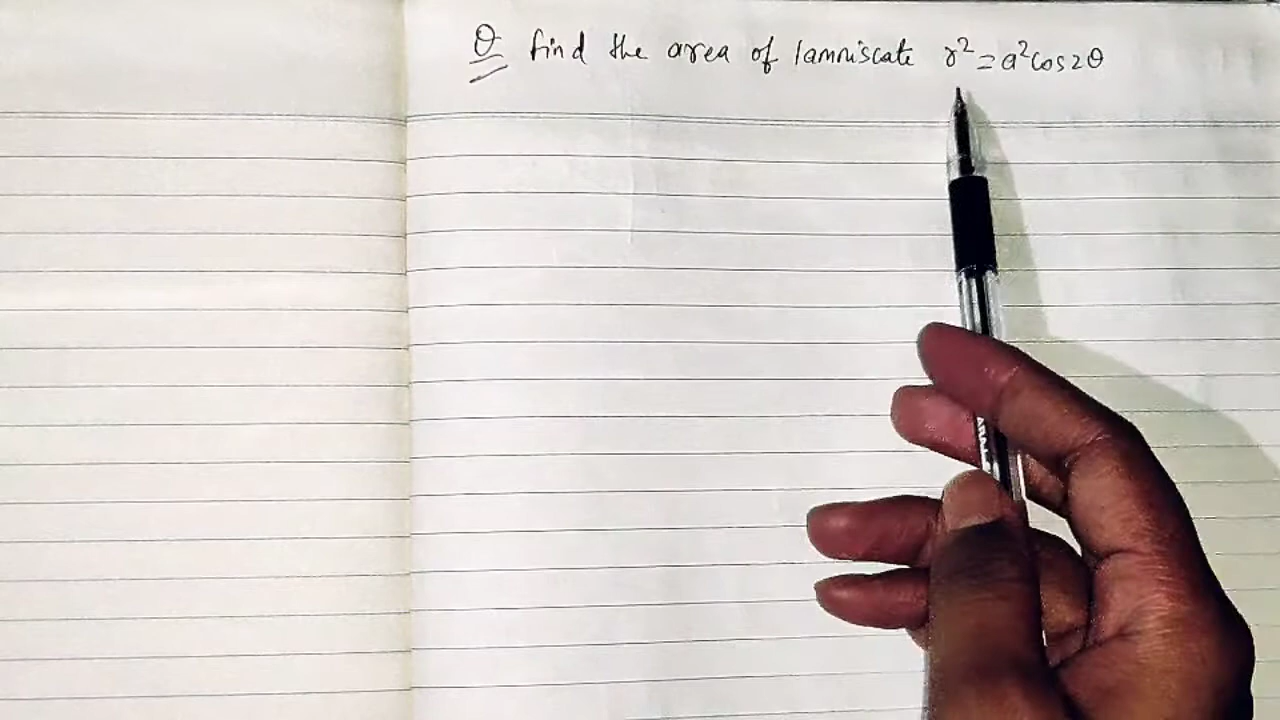 Q find the area of lamniscate r²=a²cos2θ